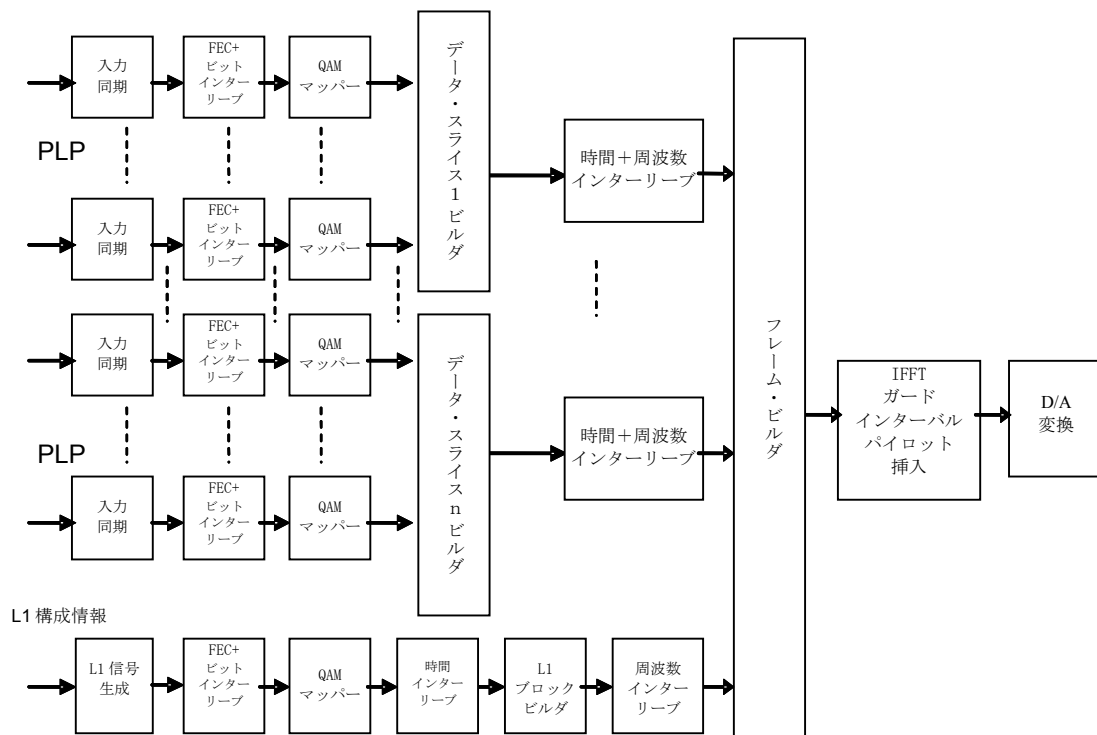 入力
同期
FEC+
ビット
インター
リーブ
QAM
マッパー
データ・スライス1ビルダ
PLP
時間＋周波数
インターリーブ
入力
同期
FEC+
ビット
インター
リーブ
QAM
マッパー
フレーム・ビルダ
入力
同期
FEC+
ビット
インター
リーブ
QAM
マッパー
データ・スライスnビルダ
PLP
時間＋周波数
インターリーブ
IFFT
ガード
インターバル
パイロット
挿入
D/A
変換
入力
同期
FEC+
ビット
インター
リーブ
QAM
マッパー
L1 構成情報
L1 信号
生成
FEC+
ビット
インター
リーブ
QAM
マッパー
時間
インター
リーブ
L1
ブロック
ビルダ
周波数
インター
リーブ